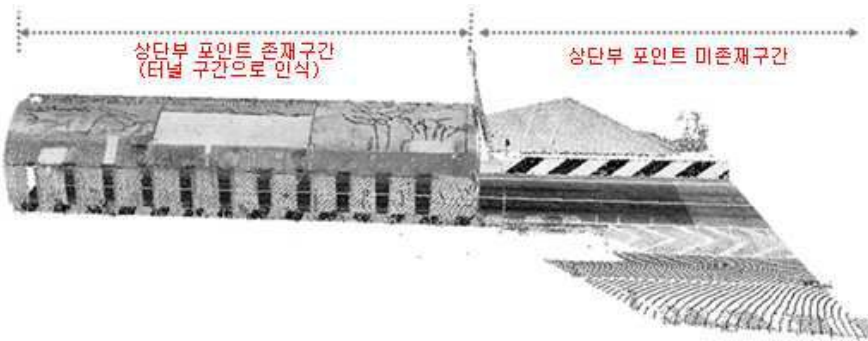 상단부 포인트 존재구간
(터널 구간으로 인식)
상단부 포인트 미존재구간